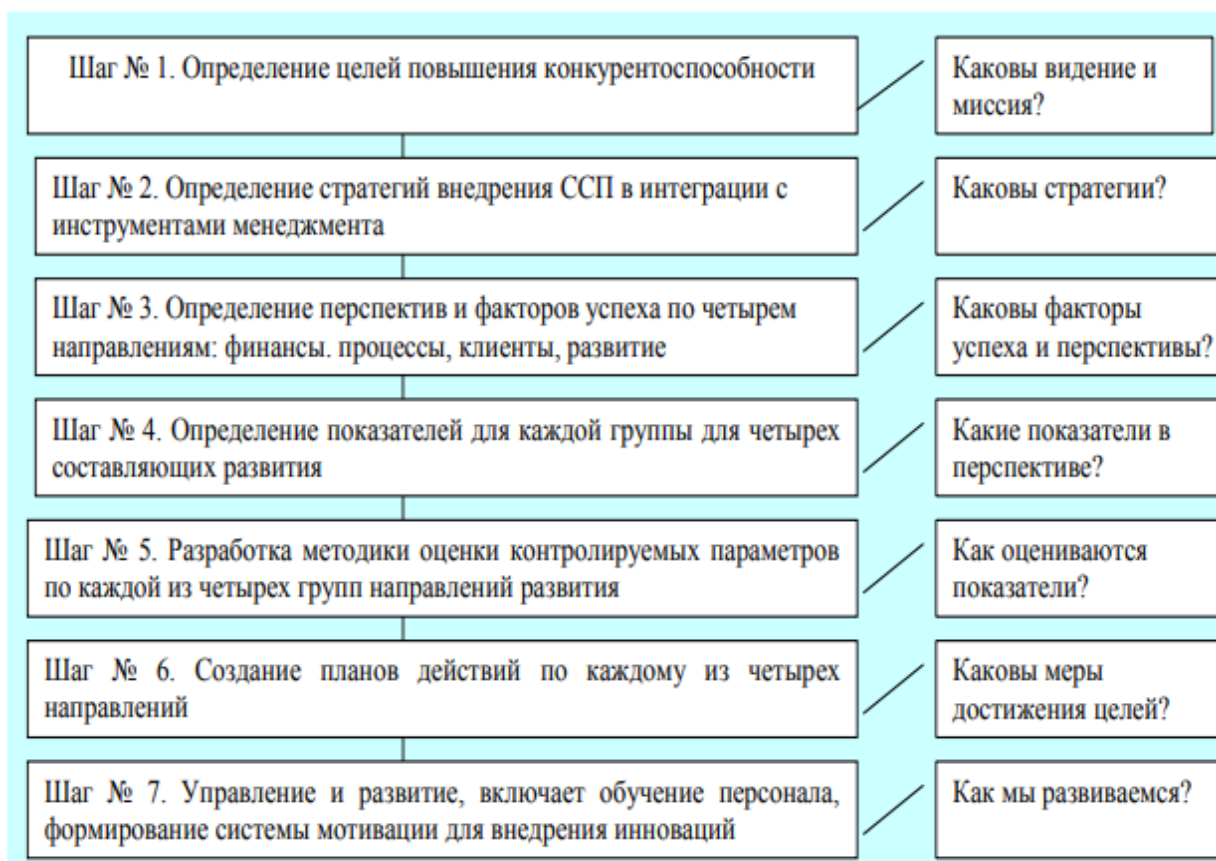 Шаг № 1. Определение целей повышения конкурентоспособности
Каковы видение и
миссия?
Шаг № 2. Определение стратегий внедрения ССП в интеграции с
инструментами менеджмента
Каковы стратегии?
Шаг № 3. Определение перспектив и факторов успеха по четырем
направлениям: финансы. процессы, клиенты, развитие
Каковы факторы
успеха и перспективы?
Шаг № 4. Определение показателей для каждой группы для четырех
составляющих развития
Какие показатели в
перспективе?
Шаг № 5. Разработка методики оценки контролируемых параметров
по каждой из четырех групп направлений развития
Как оцениваются
показатели?
Шаг № 6. Создание планов действий по каждому из четырех
направлений
Каковы меры
достижения целей?
Шаг № 7. Управление и развитие, включает обучение персонала,
формирование системы мотивации для внедрения инноваций
Как мы развиваемся?